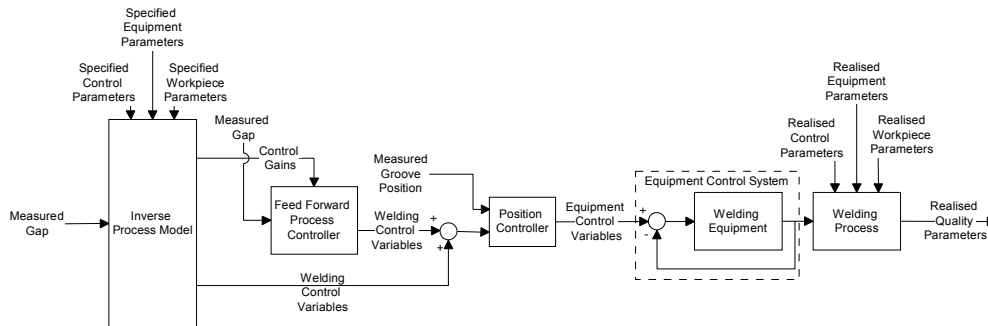 Specified
Equipment
Parameters
Specified
Control
Parameters
Specified
Workpiece
Parameters
Measured
Gap
Inverse
Process Model
Measured
Gap
Control
Gains
Feed Forward
Process
Controller
Welding
Control
Variables
+
+
Welding
Control
Variables
Measured
Groove
Position
Position
Controller
Equipment
Control
Variables
Equipment Control System
+
-
Welding
Equipment
Realised
Equipment
Parameters
Realised
Control
Parameters
Realised
Workpiece
Parameters
Welding
Process
Realised
Quality
Parameters